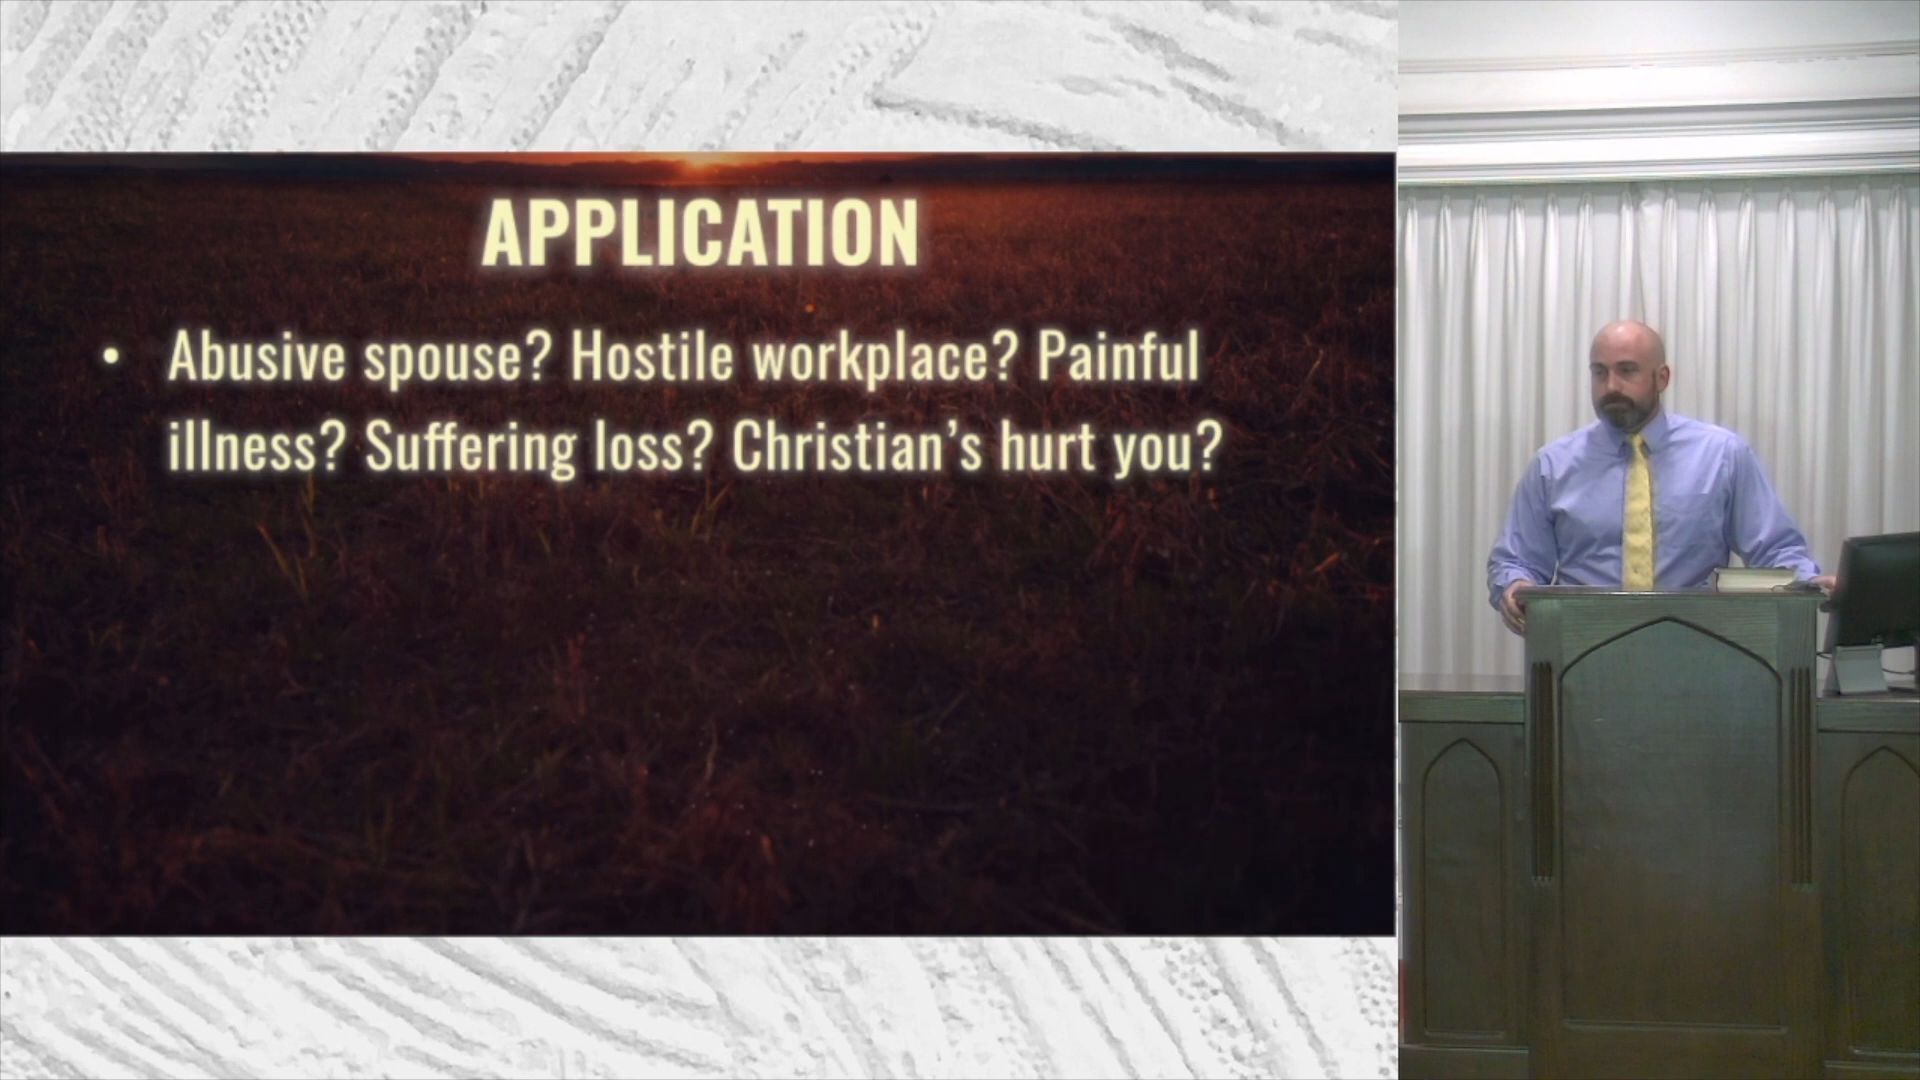 APPLICATION
• Abusive spouse? Hostile workplace? Painful
illness? Suffering loss? Christian’s hurt you?